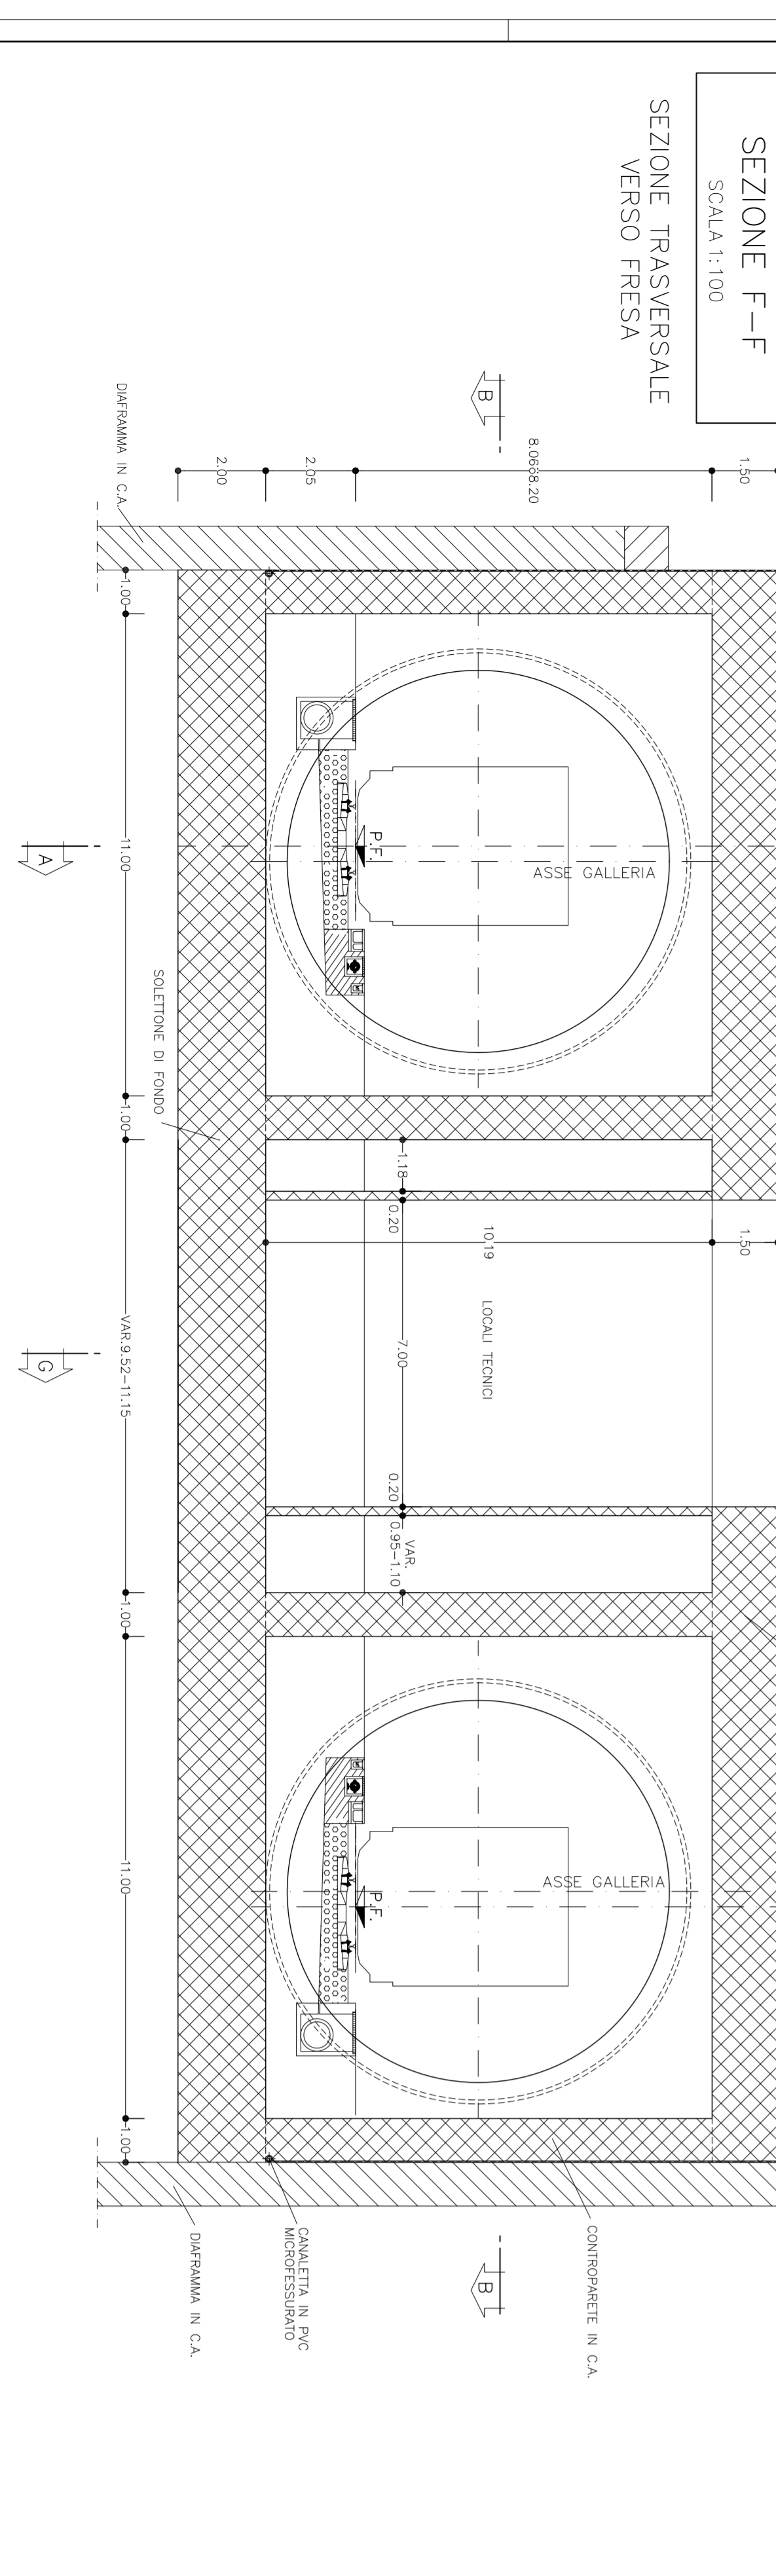 SEZIONE F-F
SCALA 1:100
SEZIONE TRASVERSALE
VERSO FRESA
B
B
1.50
1.50
8.06
8.20
2.05
2.00
DIAFRAMMA IN C.A.
ASSE GALLERIA
P.F.
1.18
0.20
10.19
LOCALI TECNICI
7.00
0.20
VAR.
0.95-1.10
ASSE GALLERIA
P.F.
CONTROPARETE IN C.A.
CANALETTA IN PVC
MICROFESSURATO
DIAFRAMMA IN C.A.
SOLETTONE DI FONDO
1.00
11.00
1.00
VAR.9.52-11.15
1.00
11.00
1.00
A
G